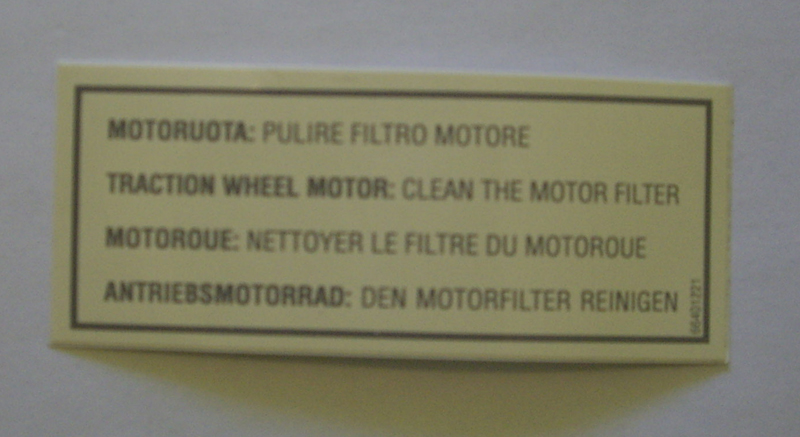 MOTORUOTA: PULIRE FILTRO MOTORE
TRACTION WHEEL MOTOR: CLEAN THE MOTOR FILTER
MOTOROUE: NETTOYER LE FILTRE DU MOTOROUE
ANTRIEBSMOTORRAD: DEN MOTORFILTER REINIGEN
66401221